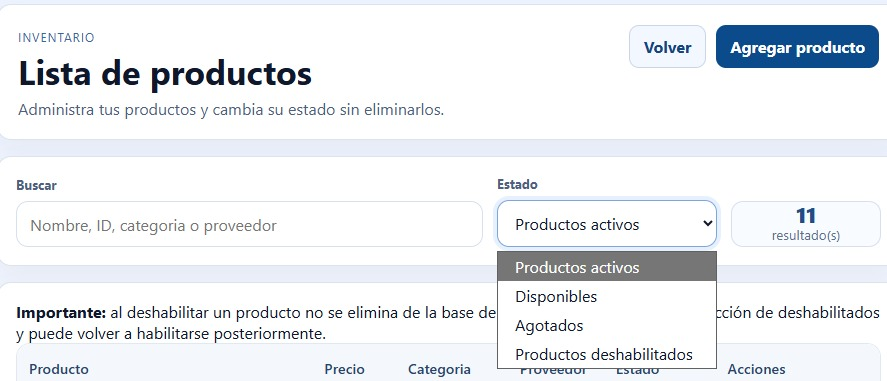 INVENTARIO
Lista de productos
Administra tus productos y cambia su estado sin eliminarlos.
Volver
Agregar producto
Buscar
Nombre, ID, categoria o proveedor
Estado
Productos activos
11
resultado(s)
Productos activos
Disponibles
Agotados
Productos deshabilitados
Importante: al deshabilitar un producto no se elimina de la base de cción de deshabilitados
y puede volver a habilitarse posteriormente.
Producto Precio Categoria Proveedor Estado Acciones